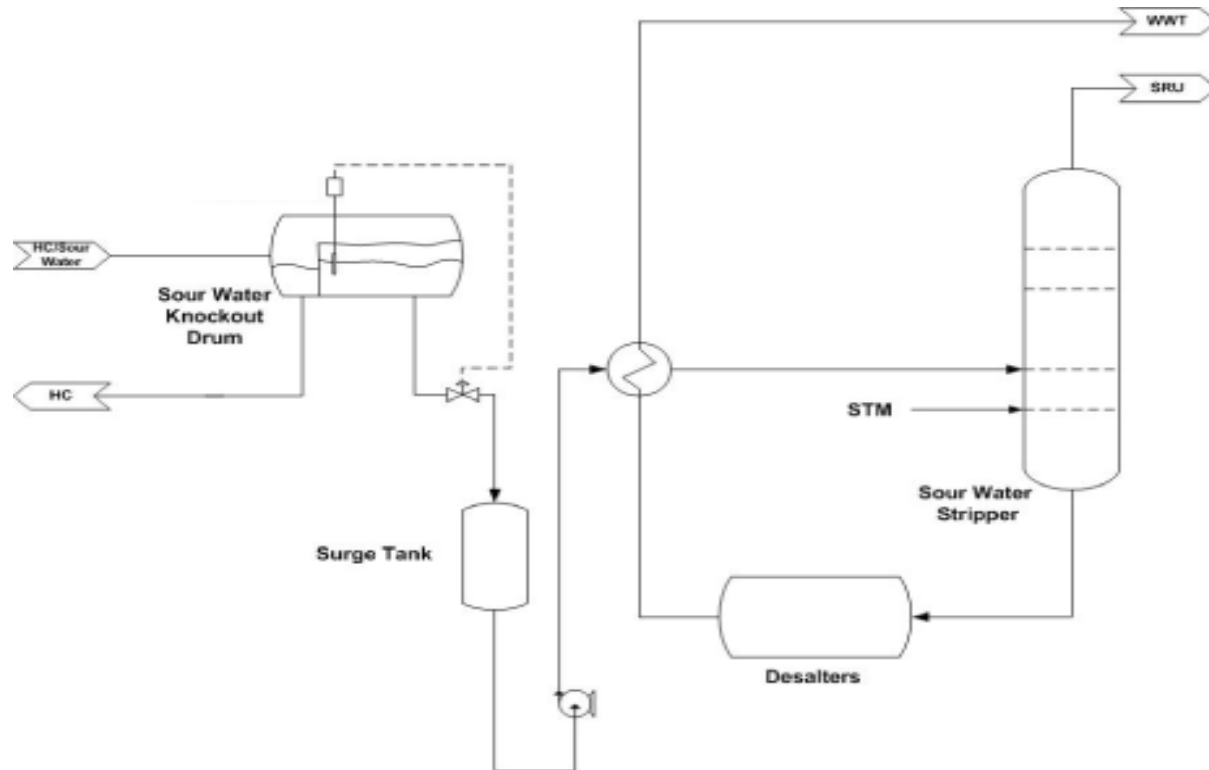 WWT
SRU
HC/Sour
Water
Sour Water
Knockout
Drum
HC
STM
Sour Water
Stripper
Surge Tank
Desalters